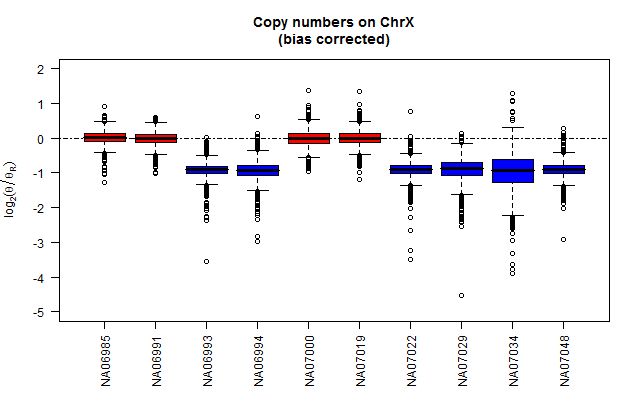 Copy numbers on ChrX
(bias corrected)
log₂(θ/θ_R)
2
1
0
-1
-2
-3
-4
-5
NA06985
NA06991
NA06993
NA06994
NA07000
NA07019
NA07022
NA07029
NA07034
NA07048